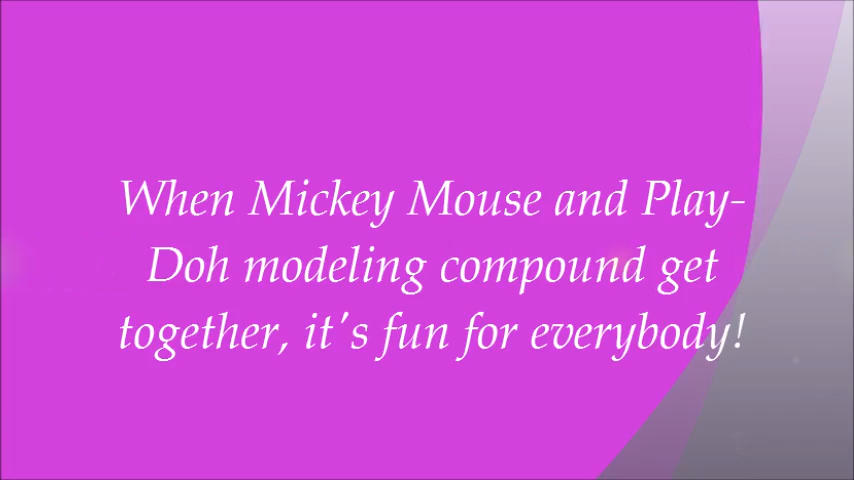 When Mickey Mouse and Play-
Doh modeling compound get
together, it's fun for everybody!